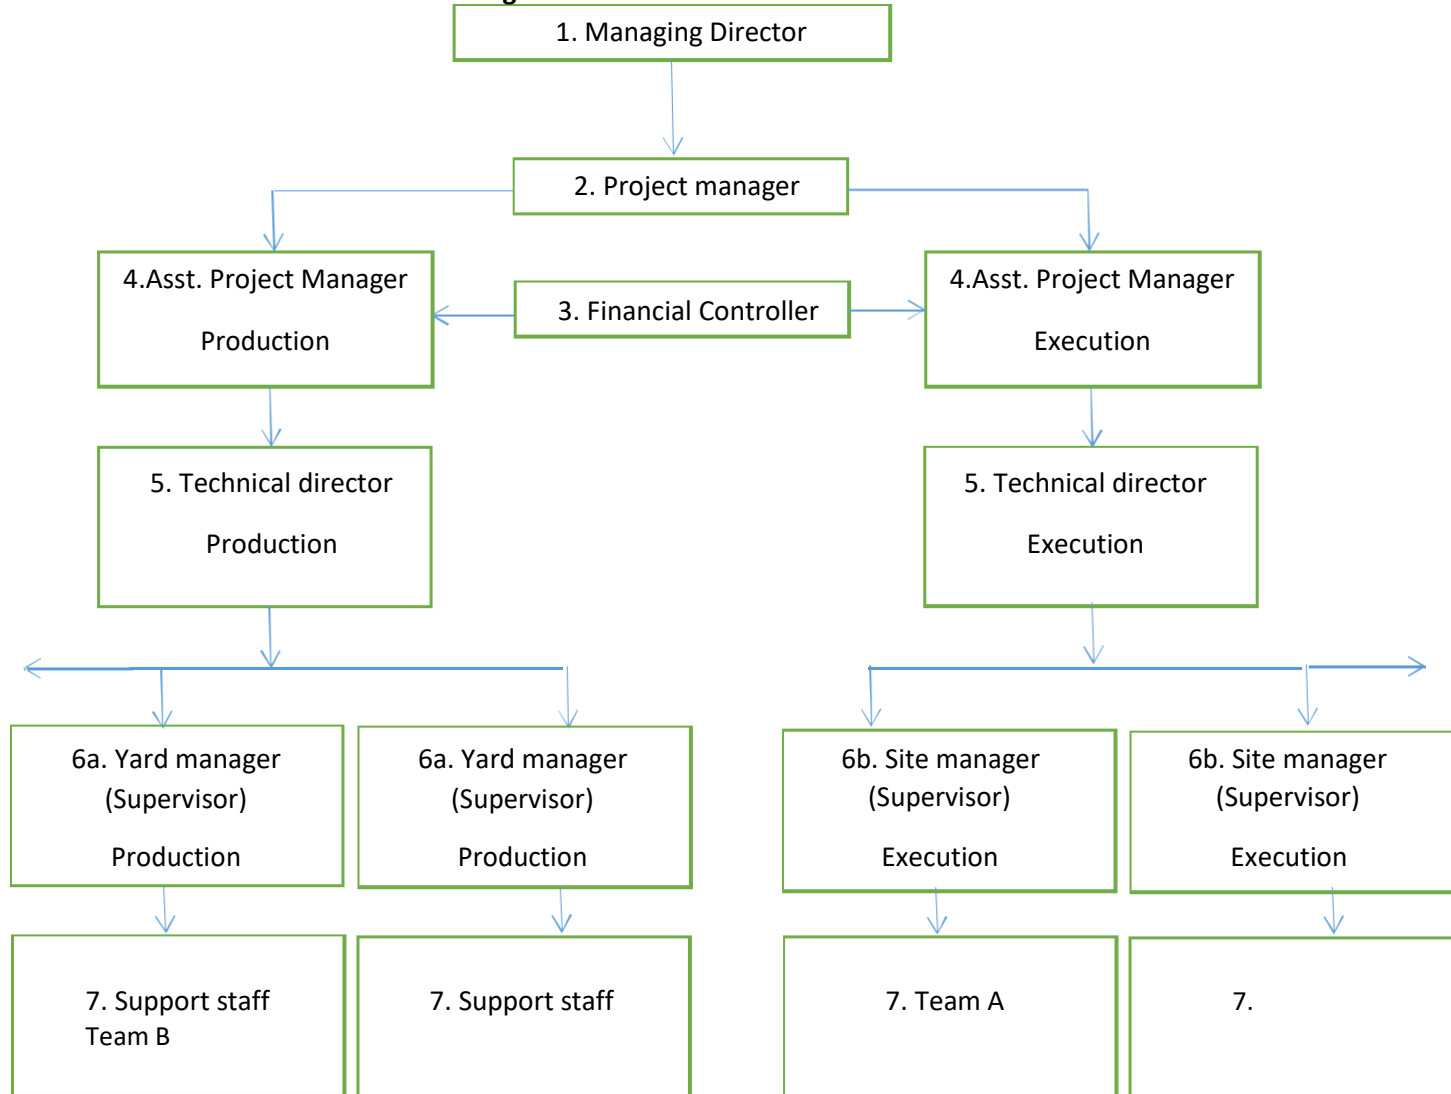 g
1. Managing Director
2. Project manager
4.Asst. Project Manager
Production
3. Financial Controller
4.Asst. Project Manager
Execution
5. Technical director
Production
5. Technical director
Execution
6a. Yard manager
(Supervisor)
Production
6a. Yard manager
(Supervisor)
Production
6b. Site manager
(Supervisor)
Execution
6b. Site manager
(Supervisor)
Execution
7. Support staff
Team B
7. Support staff
7. Team A
7.